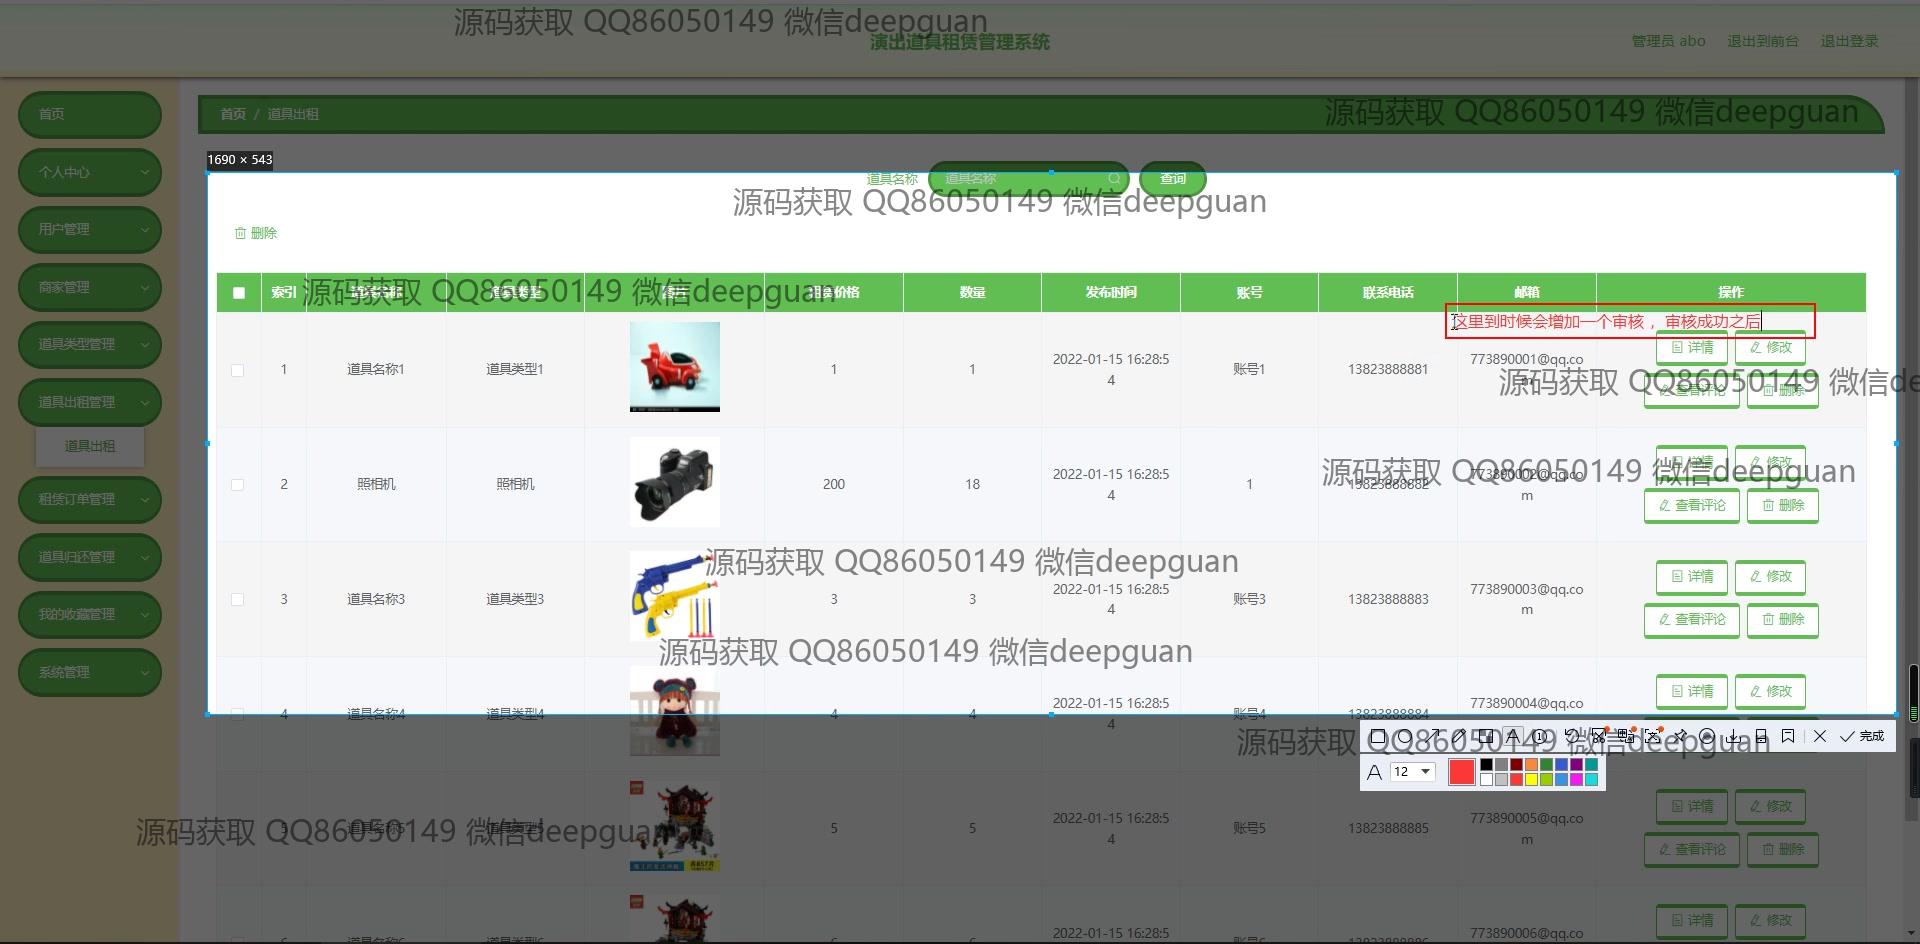 源码获取 QQ86050149 微信deepguan
演出道具租赁管理系统
管理员 abo 退出到前台 退出登录
首页
个人中心
用户管理
商家管理
道具类型管理
道具出租管理
道具出租
租赁订单管理
道具归还管理
我的收藏管理
系统管理
首页 / 道具出租
源码获取 QQ86050149 微信deepguan
1690 × 543
道具名称 道具名称 查询
源码获取 QQ86050149 微信deepguan
删除
索引 道具名称 道具类型 图片 租赁价格 数量 发布时间 账号 联系电话 邮箱 操作
源码获取 QQ86050149 微信deepguan
这里到时候会增加一个审核，审核成功之后
1 道具名称1 道具类型1 1 1 2022-01-15 16:28:54 账号1 13823888881 773890001@qq.com 详情 修改 查看评论 删除
源码获取 QQ86050149 微信de
2 照相机 照相机 200 18 2022-01-15 16:28:54 1 13823888882 773890002@qq.com 详情 修改 查看评论 删除
源码获取 QQ86050149 微信deepguan
3 道具名称3 道具类型3 3 3 2022-01-15 16:28:54 账号3 13823888883 773890003@qq.com 详情 修改 查看评论 删除
源码获取 QQ86050149 微信deepguan
源码获取 QQ86050149 微信deepguan
4 道具名称4 道具类型4 4 4 2022-01-15 16:28:54 账号4 13823888884 773890004@qq.com 详情 修改
源码获取 QQ86050149 微信deepguan
完成
A 12
5 道具名称5 道具类型5 5 5 2022-01-15 16:28:54 账号5 13823888885 773890005@qq.com 详情 修改 查看评论 删除
源码获取 QQ86050149 微信deepguan
6 道具名称6 道具类型6 6 6 2022-01-15 16:28:5 账号6 13823888886 773890006@qq.co 详情 修改